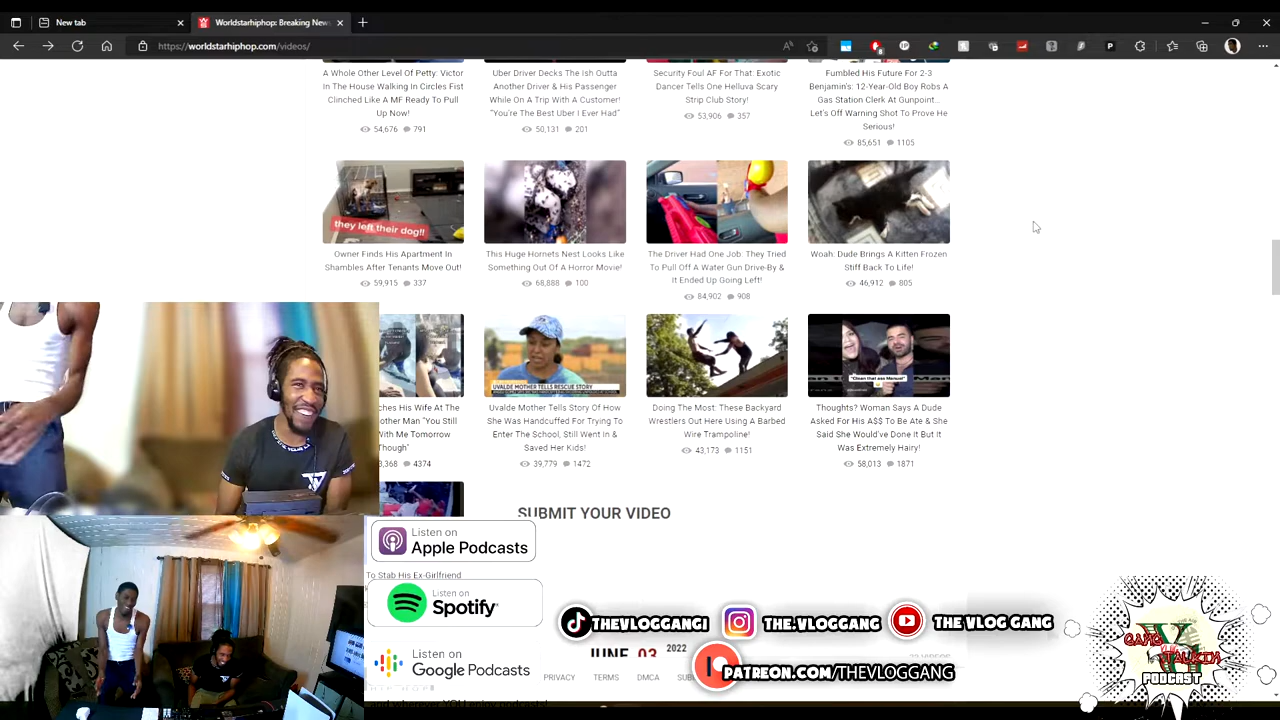 New tab
Worldstarhiphop: Breaking New
https://worldstarhiphop.com/videos/
A Whole Other Level Of Petty: Victor
In The House Walking In Circles Fist
Clinched Like A MF Ready To Pull
Up Now!
54,676 791
Uber Driver Decks The Ish Outta
Another Driver & His Passenger
While On A Trip With A Customer!
"You're The Best Uber I Ever Had"
50,131 201
Security Foul AF For That: Exotic
Dancer Tells One Helluva Scary
Strip Club Story!
53,906 357
Fumbled His Future For 2-3
Benjamin's: 12-Year-Old Boy Robs A
Gas Station Clerk At Gunpoint...
Let's Off Warning Shot To Prove He
Serious!
85,651 1105
they left their dog!!
Owner Finds His Apartment In
Shambles After Tenants Move Out!
59,915 337
This Huge Hornets Nest Looks Like
Something Out Of A Horror Movie!
68,888 100
The Driver Had One Job. They Tried
To Pull Off A Water Gun Drive-By &
It Ended Up Going Left!
84,902 908
Woah: Dude Brings A Kitten Frozen
Stiff Back To Life!
46,912 805
ches His Wife At The
other Man "You Still
With Me Tomorrow
Though"
3,368 4374
UVALDE MOTHER TELLS RESCUE STORY
Uvalde Mother Tells Story Of How
She Was Handcuffed For Trying To
Enter The School, Still Went In &
Saved Her Kids!
39,779 1472
Doing The Most: These Backyard
Wrestlers Out Here Using A Barbed
Wire Trampoline!
43,173 1151
"Clean that ass Manuel"
Thoughts? Woman Says A Dude
Asked For His A$$ To Be Ate & She
Said She Would've Done It But It
Was Extremely Hairy!
58,013 1871
SUBMIT YOUR VIDEO
To Stab His Ex-Girlfriend
Listen on
Apple Podcasts
Listen on
Spotify
Listen on
Google Podcasts
THEVLOGGANG1
THE.VLOGGANG
THE VLOG GANG
JUNE 03 2022
PATREON.COM/THEVLOGGANG
PRIVACY TERMS DMCA SUB
GANG
TALKIN
PODCAST